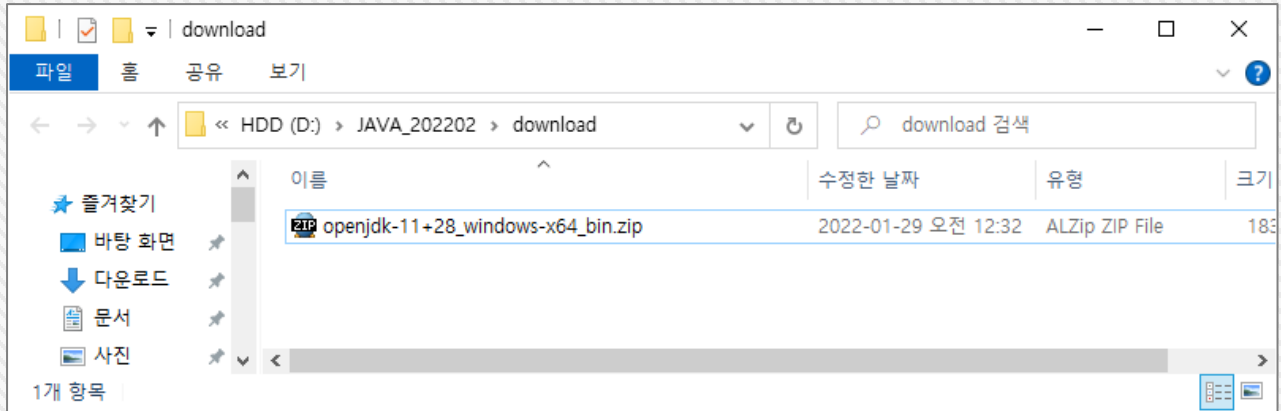 download
파일 홈 공유 보기
« HDD (D:) › JAVA_202202 › download
download 검색
이름 수정한 날짜 유형 크기
즐겨찾기
ZIP openjdk-11+28_windows-x64_bin.zip 2022-01-29 오전 12:32 ALZip ZIP File 183
바탕 화면
다운로드
문서
사진
1개 항목